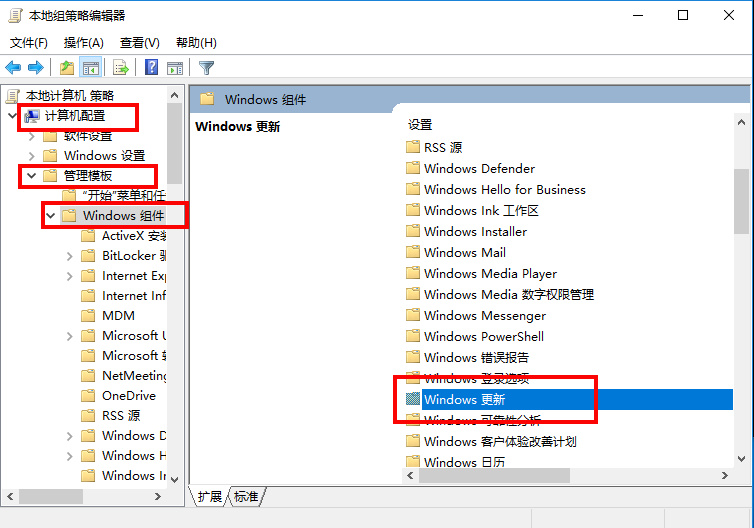 本地组策略编辑器
文件(F) 操作(A) 查看(V) 帮助(H)
本地计算机 策略
计算机配置
软件设置
Windows 设置
管理模板
“开始”菜单和任
Windows 组件
ActiveX 安装
BitLocker 驱
Internet Exp
Internet Inf
MDM
Microsoft U
Microsoft 帐
NetMeeting
OneDrive
RSS 源
Windows D
Windows H
Windows In
Windows 组件
Windows 更新
设置
RSS 源
Windows Defender
Windows Hello for Business
Windows Ink 工作区
Windows Installer
Windows Mail
Windows Media Player
Windows Media 数字权限管理
Windows Messenger
Windows PowerShell
Windows 错误报告
Windows 登录选项
Windows 更新
Windows 可靠性分析
Windows 客户体验改善计划
Windows 日历
扩展 标准